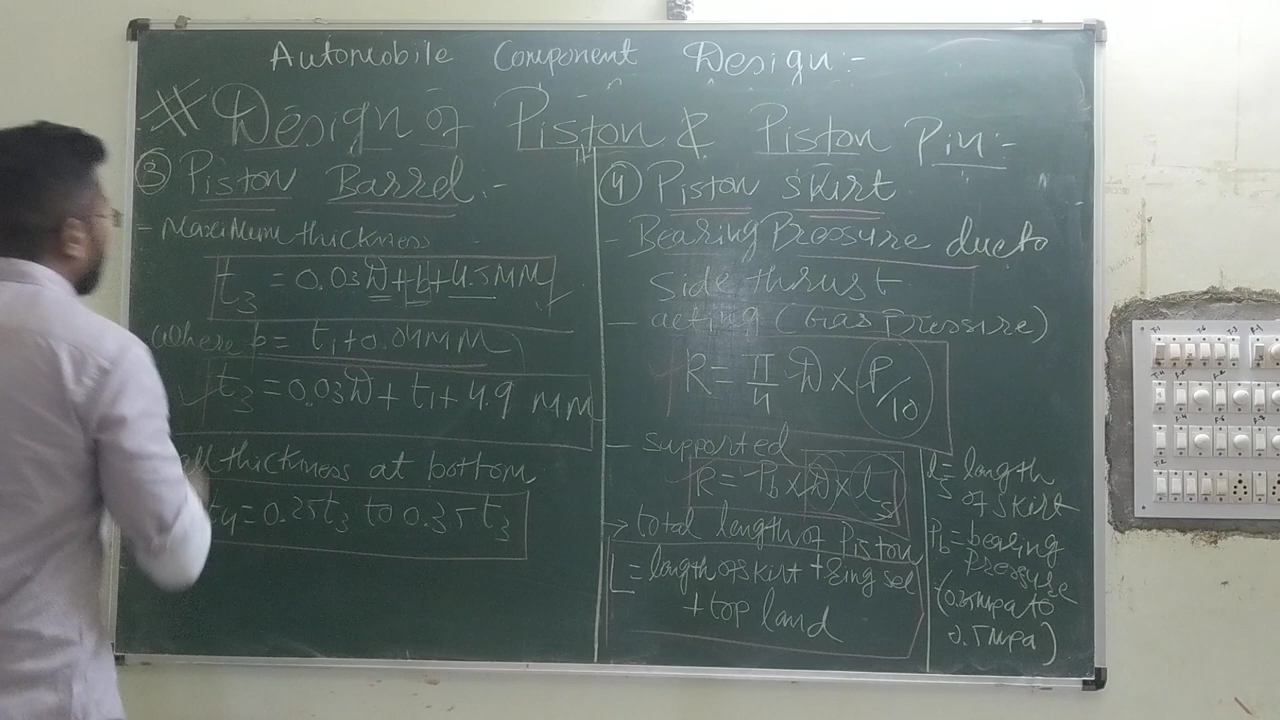 Automobile Component Design:-
# Design of Piston & Piston Pin:-
③ Piston Barrel:-
- Maximum thickness
t₃ = 0.03D + b + 4.5MM
where b = t₁ + 0.4MM
t₃ = 0.03D + t₁ + 4.9 MM
thickness at bottom
t₄ = 0.25t₃ to 0.35t₃
④ Piston skirt
- Bearing Pressure due to
side thrust
- acting (Gas Pressure)
R = π/4 D × P/10
- supported
R = Pb × D × ls
→ total length of Piston
L = length of skirt + Ring sel
+ top land
ls = length
of skirt
Pb = bearing
Pressure
(0.25mpa to
0.5mpa)